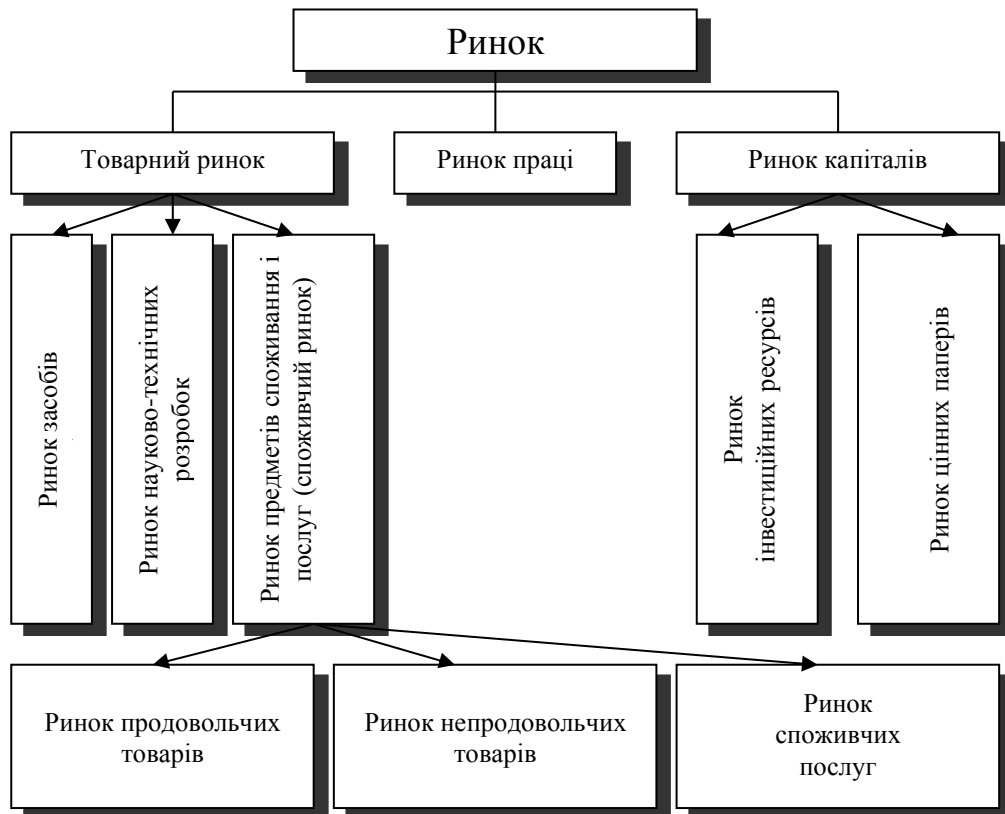 Ринок
Товарний ринок
Ринок праці
Ринок капіталів
Ринок засобів
Ринок науково-технічних
розробок
Ринок предметів споживання і
послуг (споживчий ринок)
Ринок
інвестиційних ресурсів
Ринок цінних паперів
Ринок продовольчих
товарів
Ринок непродовольчих
товарів
Ринок
споживчих
послуг